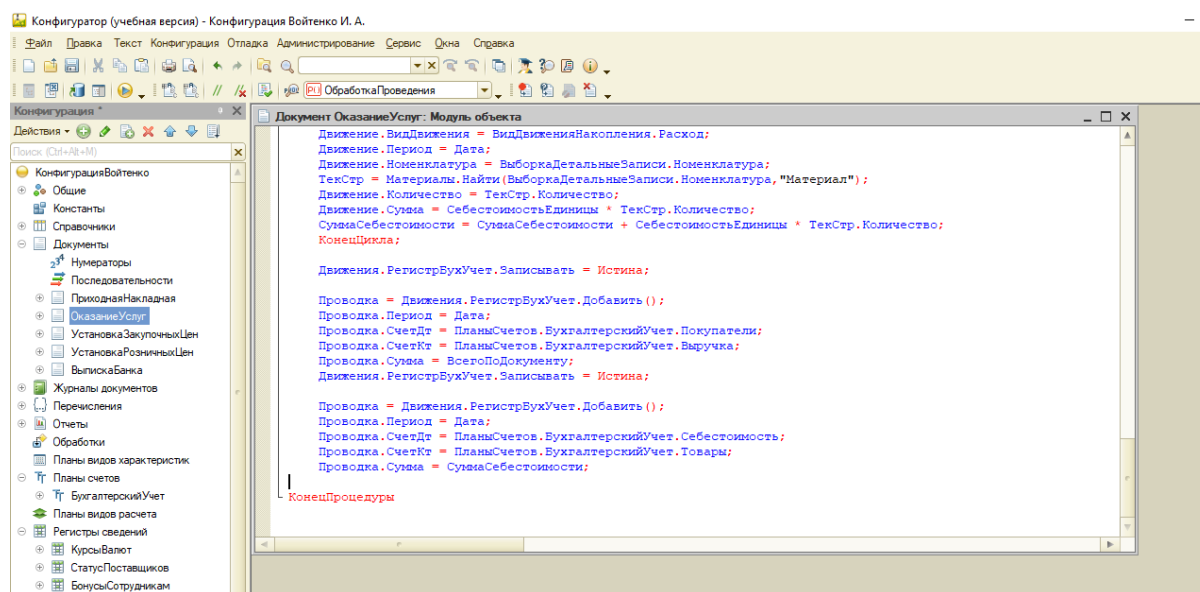 Конфигуратор (учебная версия) - Конфигурация Войтенко И. А.
Файл Правка Текст Конфигурация Отладка Администрирование Сервис Окна Справка
ОбработкаПроведения
Конфигурация *
Действия
Поиск (Ctrl+Alt+M)
КонфигурацияВойтенко
Общие
Константы
Справочники
Документы
Нумераторы
Последовательности
ПриходнаяНакладная
ОказаниеУслуг
УстановкаЗакупочныхЦен
УстановкаРозничныхЦен
ВыпискаБанка
Журналы документов
Перечисления
Отчеты
Обработки
Планы видов характеристик
Планы счетов
БухгалтерскийУчет
Планы видов расчета
Регистры сведений
КурсыВалют
СтатусПоставщиков
БонусыСотрудникам
Документ ОказаниеУслуг: Модуль объекта
Движение.ВидДвижения = ВидДвиженияНакопления.Расход;
Движение.Период = Дата;
Движение.Номенклатура = ВыборкаДетальныеЗаписи.Номенклатура;
ТекСтр = Материалы.Найти(ВыборкаДетальныеЗаписи.Номенклатура,"Материал");
Движение.Количество = ТекСтр.Количество;
Движение.Сумма = СебестоимостьЕдиницы * ТекСтр.Количество;
СуммаСебестоимости = СуммаСебестоимости + СебестоимостьЕдиницы * ТекСтр.Количество;
КонецЦикла;
Движения.РегистрБухУчет.Записывать = Истина;
Проводка = Движения.РегистрБухУчет.Добавить();
Проводка.Период = Дата;
Проводка.СчетДт = ПланыСчетов.БухгалтерскийУчет.Покупатели;
Проводка.СчетКт = ПланыСчетов.БухгалтерскийУчет.Выручка;
Проводка.Сумма = ВсегоПоДокументу;
Движения.РегистрБухУчет.Записывать = Истина;
Проводка = Движения.РегистрБухУчет.Добавить();
Проводка.Период = Дата;
Проводка.СчетДт = ПланыСчетов.БухгалтерскийУчет.Себестоимость;
Проводка.СчетКт = ПланыСчетов.БухгалтерскийУчет.Товары;
Проводка.Сумма = СуммаСебестоимости;
КонецПроцедуры